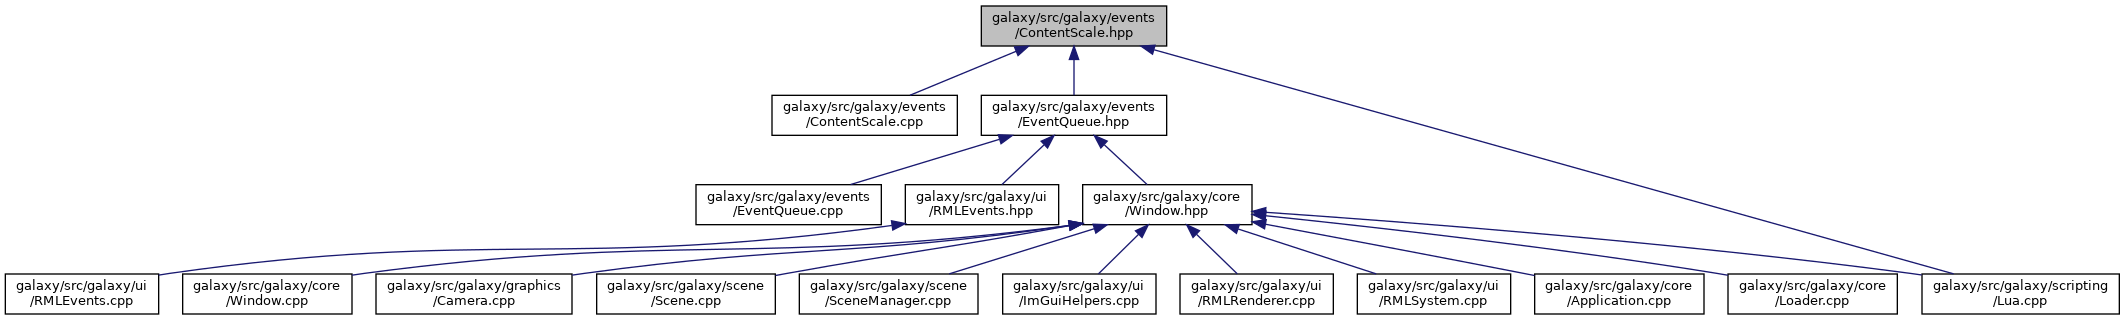 galaxy/src/galaxy/events
/ContentScale.hpp
galaxy/src/galaxy/events
/ContentScale.cpp
galaxy/src/galaxy/events
/EventQueue.hpp
galaxy/src/galaxy/events
/EventQueue.cpp
galaxy/src/galaxy/ui
/RMLEvents.hpp
galaxy/src/galaxy/core
/Window.hpp
galaxy/src/galaxy/ui
/RMLEvents.cpp
galaxy/src/galaxy/core
/Window.cpp
galaxy/src/galaxy/graphics
/Camera.cpp
galaxy/src/galaxy/scene
/Scene.cpp
galaxy/src/galaxy/scene
/SceneManager.cpp
galaxy/src/galaxy/ui
/ImGuiHelpers.cpp
galaxy/src/galaxy/ui
/RMLRenderer.cpp
galaxy/src/galaxy/ui
/RMLSystem.cpp
galaxy/src/galaxy/core
/Application.cpp
galaxy/src/galaxy/core
/Loader.cpp
galaxy/src/galaxy/scripting
/Lua.cpp